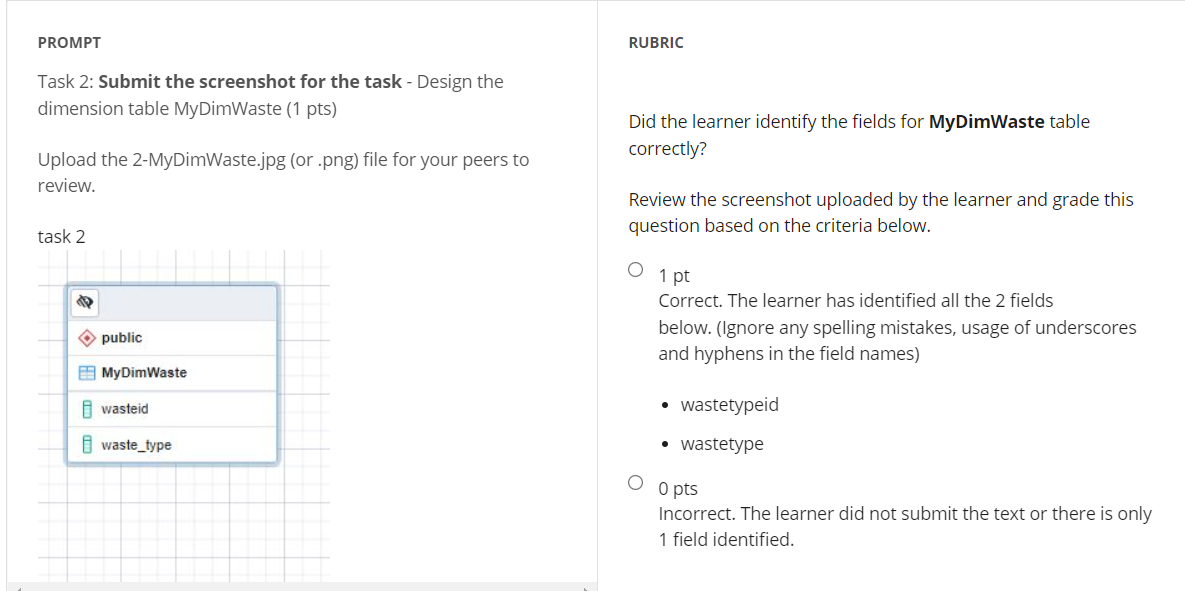 PROMPT
Task 2: Submit the screenshot for the task - Design the
dimension table MyDimWaste (1 pts)
Upload the 2-MyDimWaste.jpg (or .png) file for your peers to
review.
task 2
public
MyDimWaste
wasteid
waste_type
RUBRIC
Did the learner identify the fields for MyDimWaste table
correctly?
Review the screenshot uploaded by the learner and grade this
question based on the criteria below.
1 pt
Correct. The learner has identified all the 2 fields
below. (Ignore any spelling mistakes, usage of underscores
and hyphens in the field names)
• wastetypeid
• wastetype
0 pts
Incorrect. The learner did not submit the text or there is only
1 field identified.